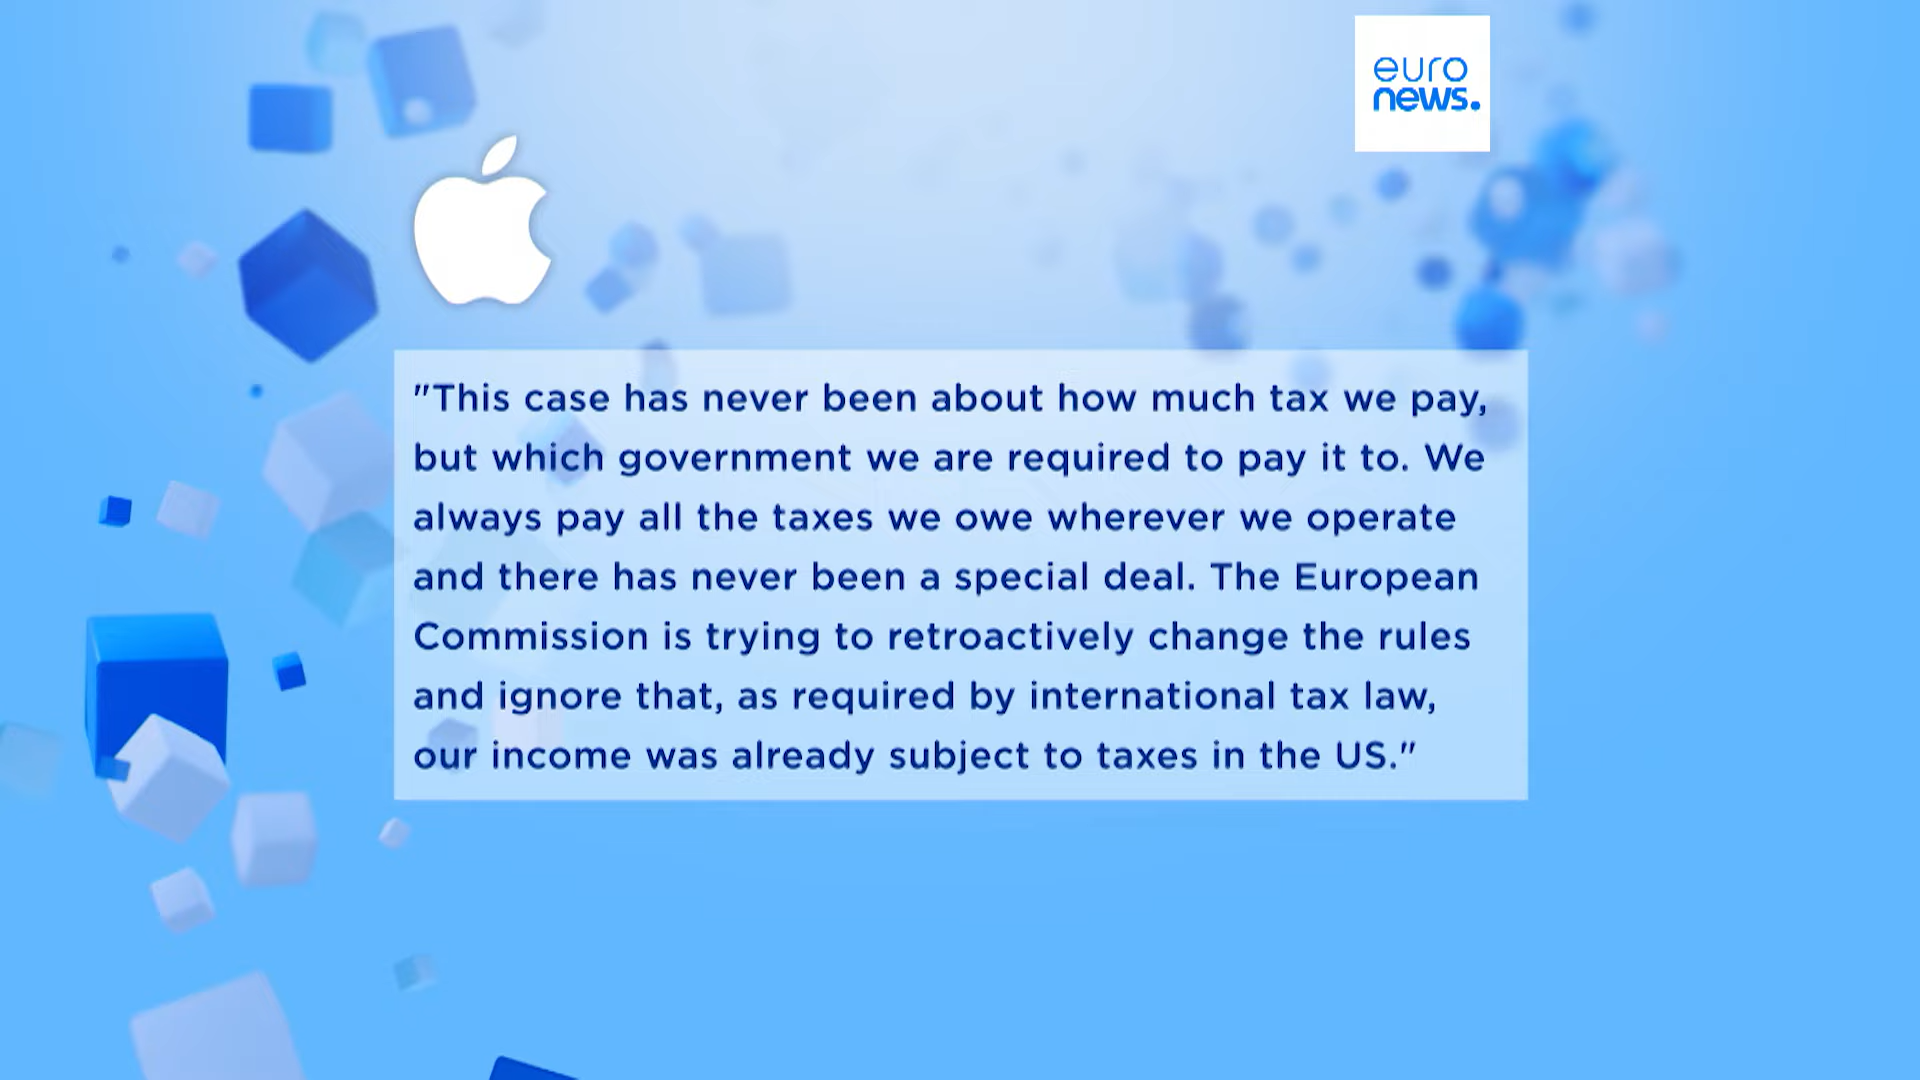 euro
news.
"This case has never been about how much tax we pay,
but which government we are required to pay it to. We
always pay all the taxes we owe wherever we operate
and there has never been a special deal. The European
Commission is trying to retroactively change the rules
and ignore that, as required by international tax law,
our income was already subject to taxes in the US."